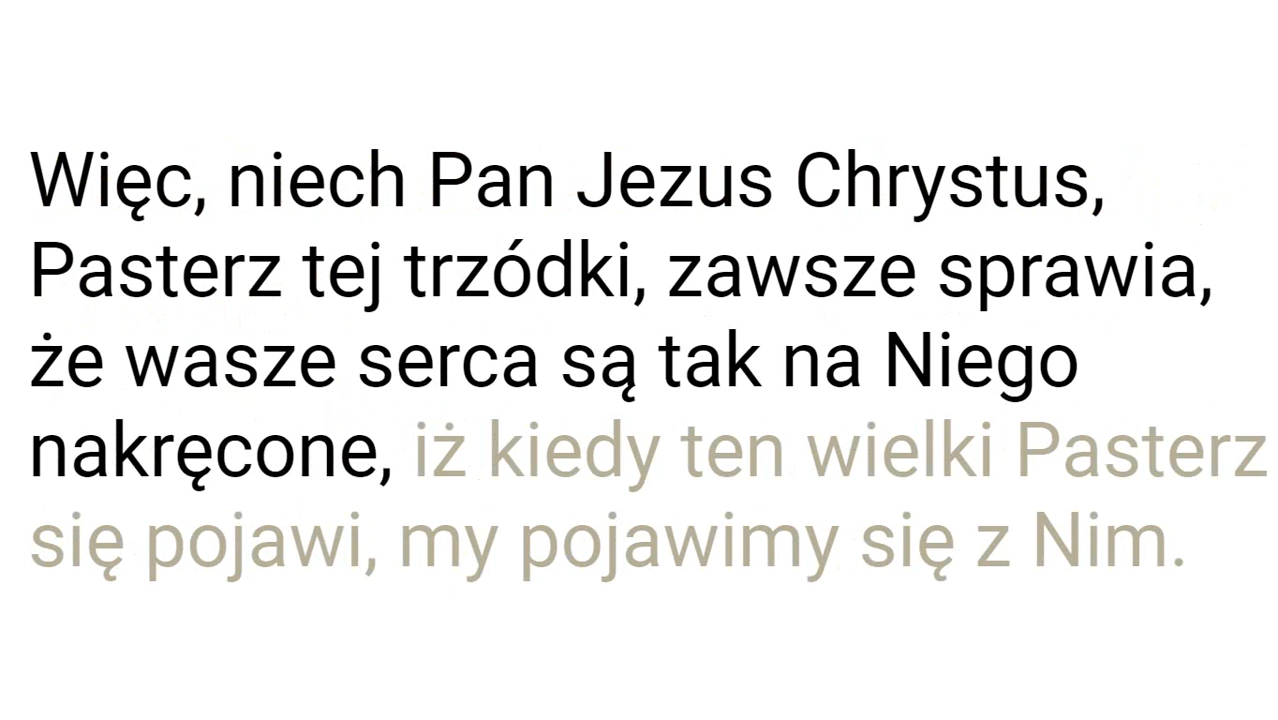 Więc, niech Pan Jezus Chrystus,
Pasterz tej trzódki, zawsze sprawia,
że wasze serca są tak na Niego
nakręcone, iż kiedy ten wielki Pasterz
się pojawi, my pojawimy się z Nim.